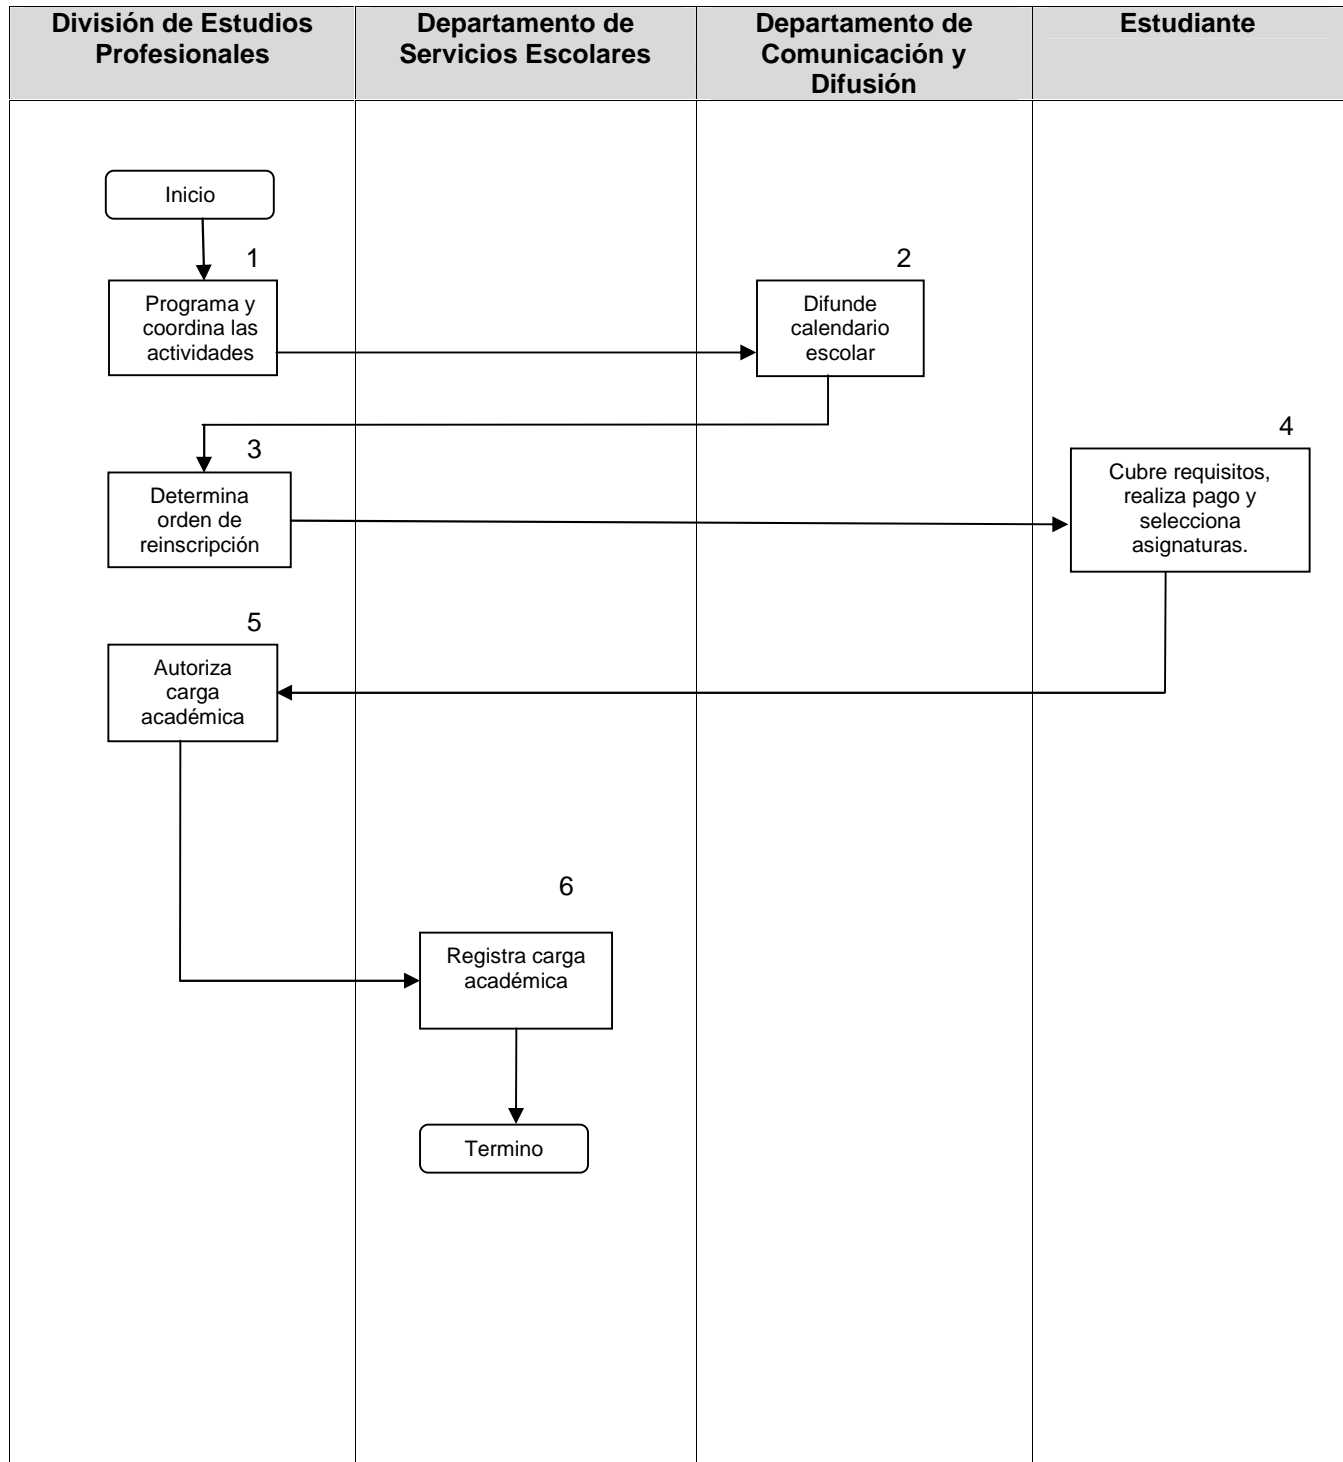 División de Estudios
Profesionales
Departamento de
Servicios Escolares
Departamento de
Comunicación y
Difusión
Estudiante
Inicio
1
Programa y
coordina las
actividades
2
Difunde
calendario
escolar
3
Determina
orden de
reinscripción
4
Cubre requisitos,
realiza pago y
selecciona
asignaturas.
5
Autoriza
carga
académica
6
Registra carga
académica
Termino